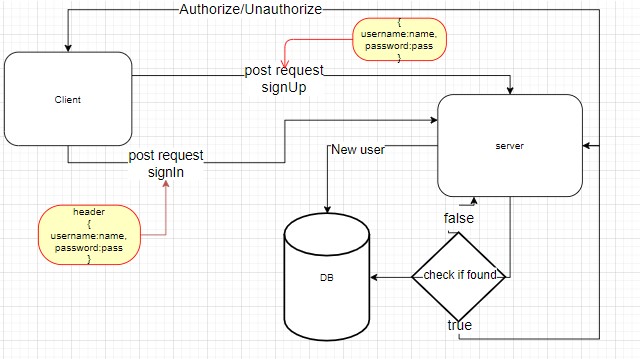 Authorize/Unauthorize
{
username:name,
password:pass
}
post request
signUp
Client
server
post request
signIn
New user
header
{
username:name,
password:pass
}
false
DB
check if found
true